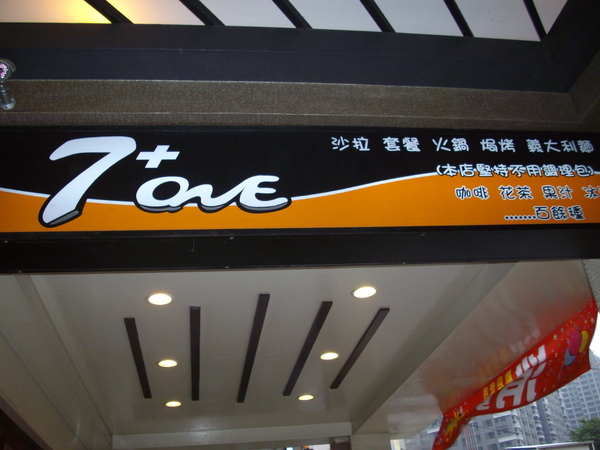 7+one
沙拉 套餐 火鍋 焗烤 義大利麵
(本店堅持不用調理包)
咖啡 花茶 果汁 冰
.......百餘種